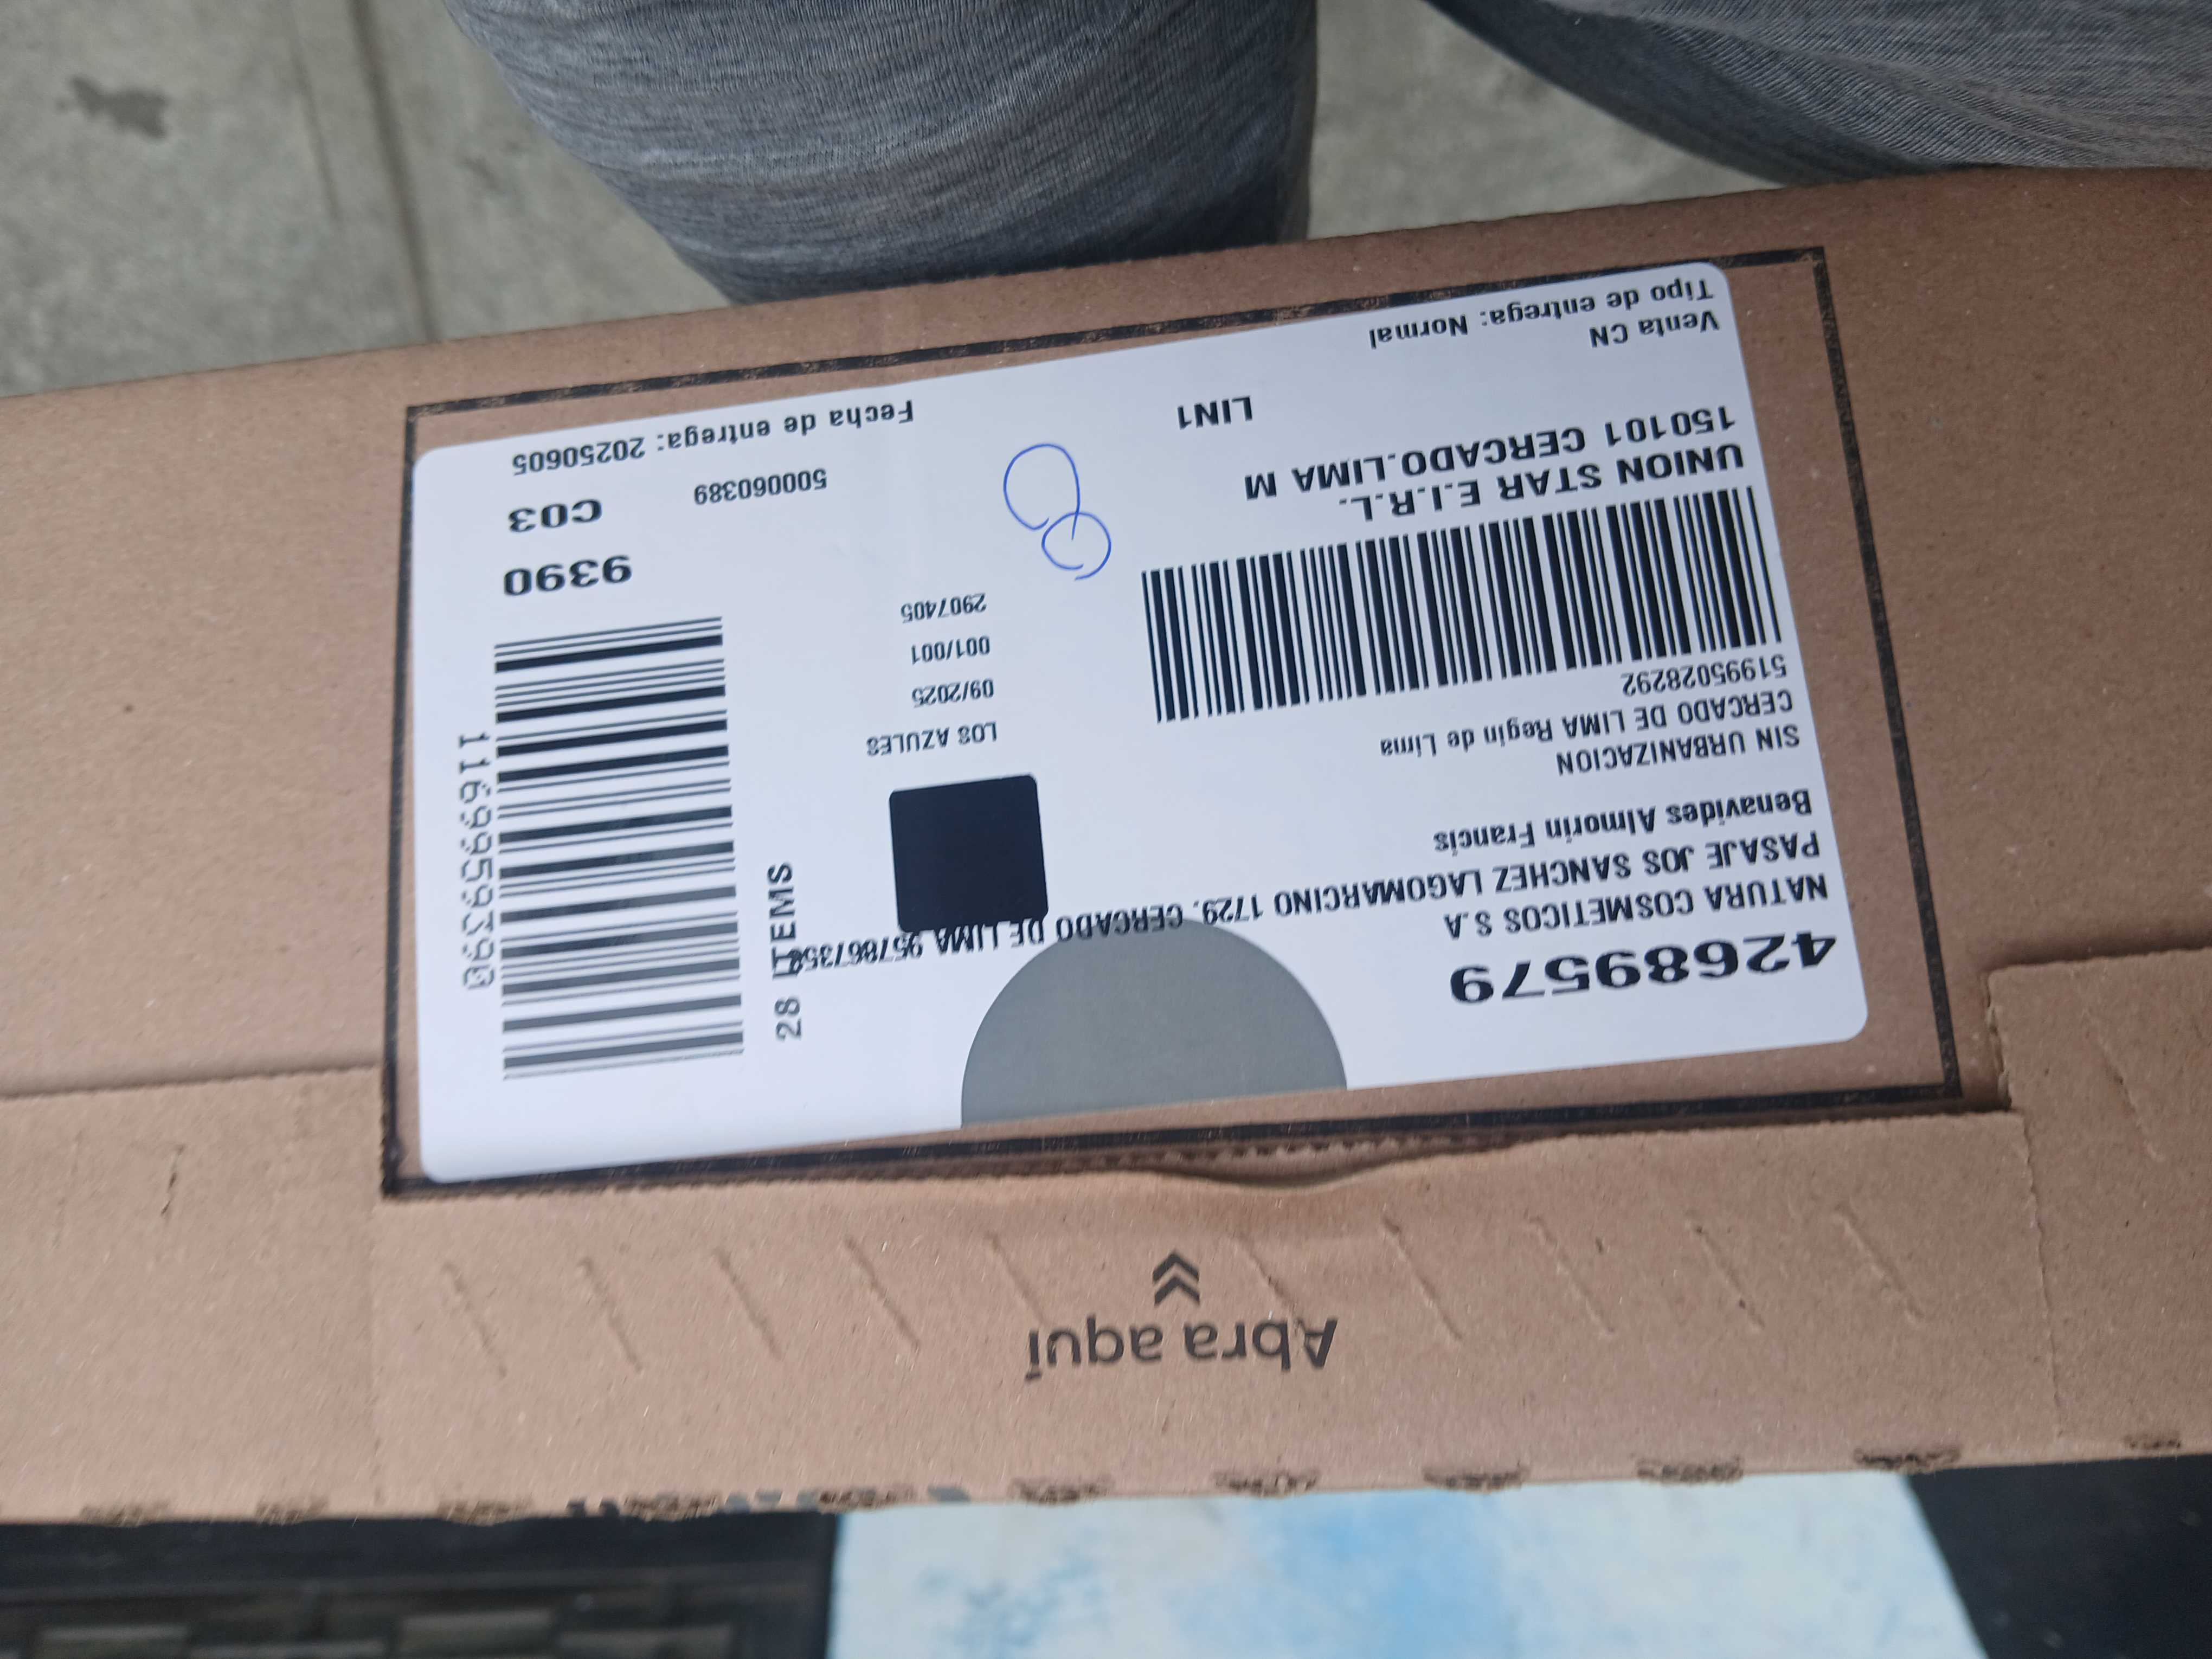 42689579
NATURA COSMETICOS S.A
PASAJE JOS SANCHEZ LAGOMARCINO 1729. CERCADO DE LIMA
Benavides Almorin Francis
SIN URBANIZACION
CERCADO DE LIMA Regin de Lima
51995028292
UNION STAR E.I.R.L.
150101 CERCADO.LIMA M
LIN1
Venta CN
Tipo de entrega: Normal
LOS AZULES
09/2025
001/001
2907405
28 ITEMS
116999593390
9390
C03
500060389
Fecha de entrega: 20250605
Abra aquí